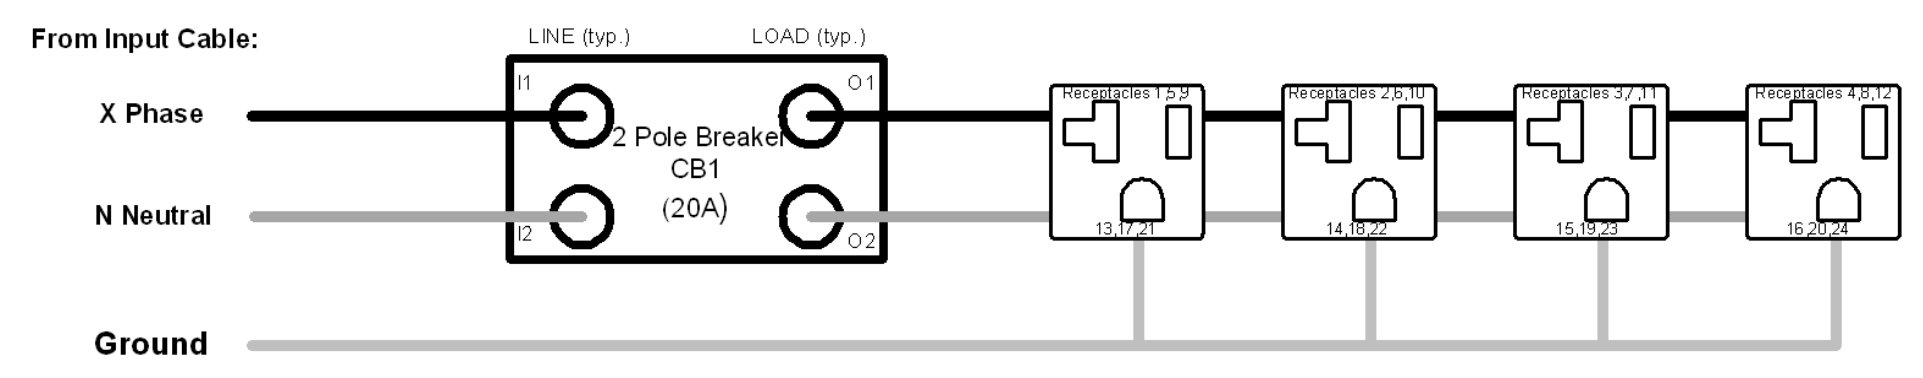 From Input Cable:
LINE (typ.)
LOAD (typ.)
X Phase
I1
O1
2 Pole Breaker
CB1
(20A)
N Neutral
I2
O2
Ground
Receptacles 1,5,9
13,17,21
Receptacles 2,6,10
14,18,22
Receptacles 3,7,11
15,19,23
Receptacles 4,8,12
16,20,24